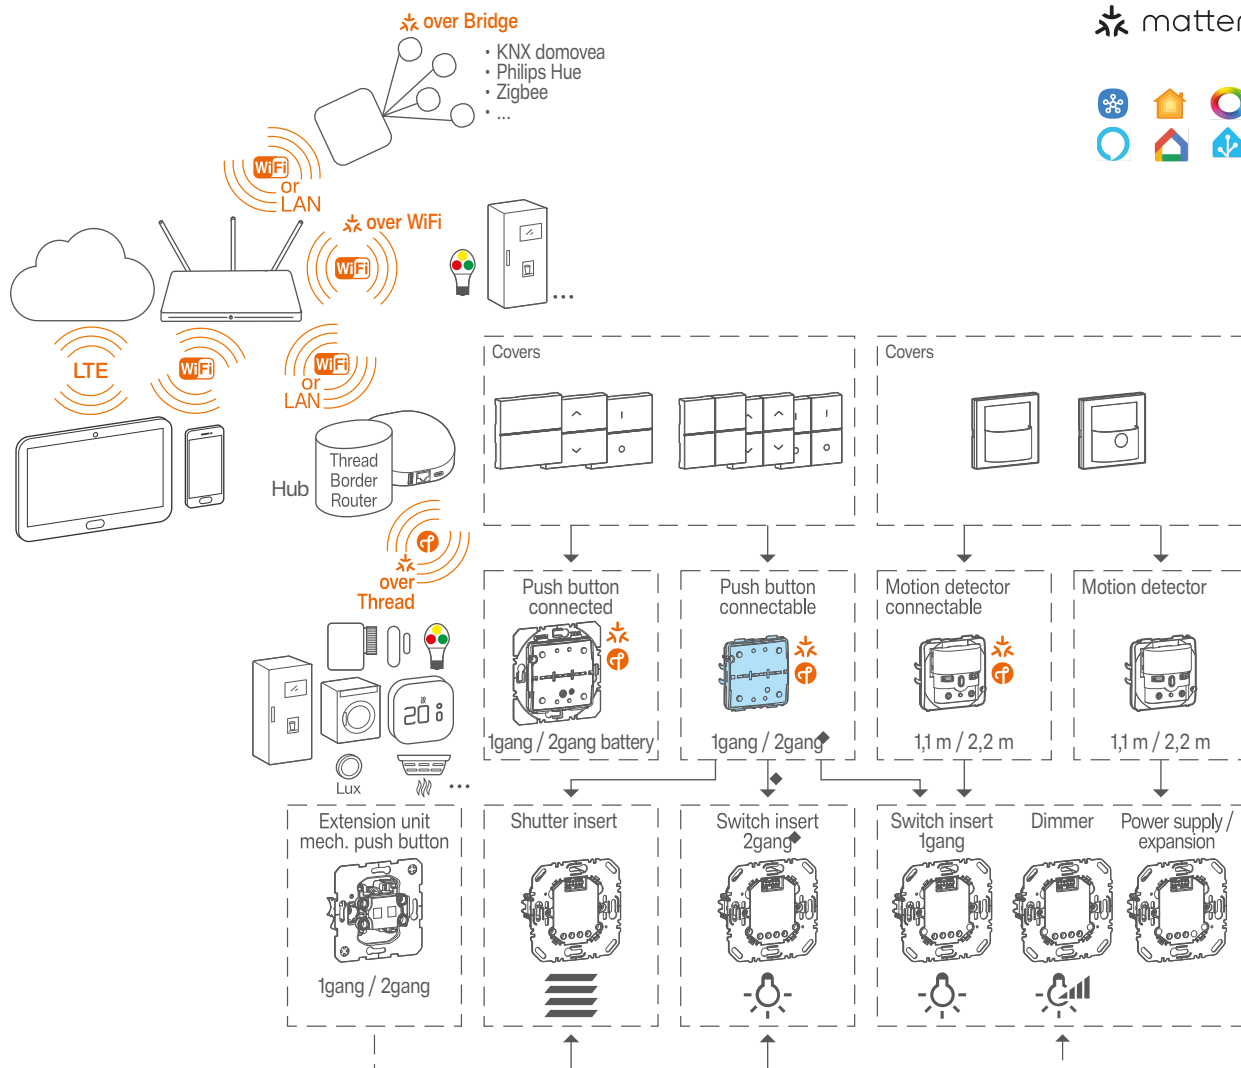 over Bridge
• KNX domovea
• Philips Hue
• Zigbee
• ...
matter
WiFi
or
LAN
over WiFi
WiFi
...
LTE
WiFi
WiFi
or
LAN
Covers
Covers
Hub
Thread
Border
Router
over
Thread
Push button
connected
1gang / 2gang battery
Push button
connectable
1gang / 2gang◆
Motion detector
connectable
1,1 m / 2,2 m
Motion detector
1,1 m / 2,2 m
20
Lux
...
◆
Extension unit
mech. push button
1gang / 2gang
Shutter insert
Switch insert
2gang◆
Switch insert
1gang
Dimmer
Power supply /
expansion